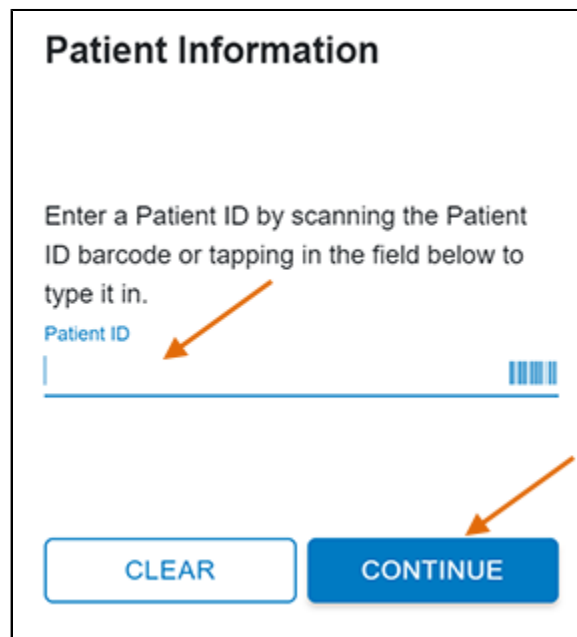 Patient Information
Enter a Patient ID by scanning the Patient
ID barcode or tapping in the field below to
type it in.
Patient ID
CLEAR CONTINUE